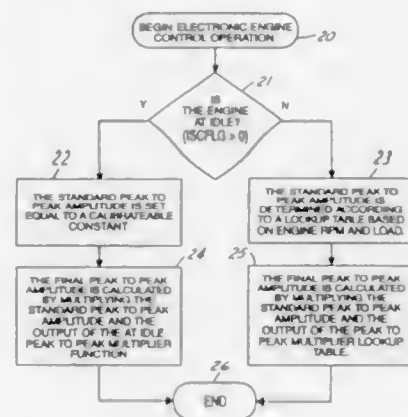 BEGIN ELECTRONIC ENGINE
CONTROL OPERATION
20
21
IS
THE ENGINE
AT IDLE?
(ISCFLG > 0)
Y
N
22
THE STANDARD PEAK TO
PEAK AMPLITUDE IS SET
EQUAL TO A CALIBRATEABLE
CONSTANT
23
THE STANDARD PEAK TO
PEAK AMPLITUDE IS
DETERMINED ACCORDING
TO A LOOKUP TABLE BASED
ON ENGINE RPM AND LOAD.
24
THE FINAL PEAK TO PEAK
AMPLITUDE IS CALCULATED
BY MULTIPLYING THE
STANDARD PEAK TO PEAK
AMPLITUDE AND THE
OUTPUT OF THE AT IDLE
PEAK TO PEAK MULTIPLIER
FUNCTION
25
THE FINAL PEAK TO PEAK
AMPLITUDE IS CALCULATED
BY MULTIPLYING THE
STANDARD PEAK TO PEAK
AMPLITUDE AND THE
OUTPUT OF THE PEAK TO
PEAK MULTIPLIER LOOKUP
TABLE.
26
END